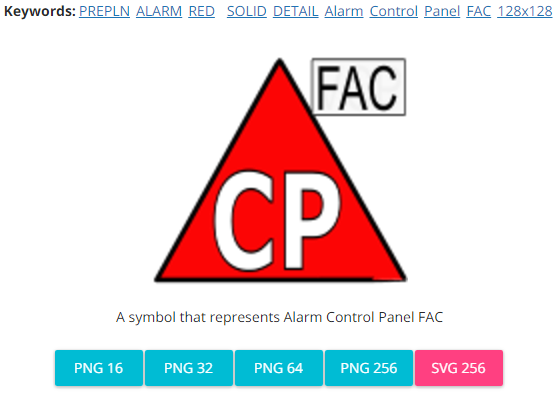 Keywords: PREPLN ALARM RED SOLID DETAIL Alarm Control Panel FAC 128x128
FAC
CP
A symbol that represents Alarm Control Panel FAC
PNG 16 PNG 32 PNG 64 PNG 256 SVG 256